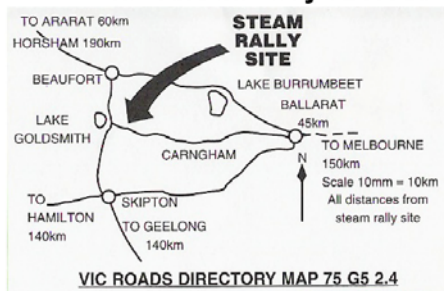 TO ARARAT 60km
HORSHAM 190km
STEAM
RALLY
SITE
BEAUFORT
LAKE BURRUMBEET
BALLARAT
45km
LAKE
GOLDSMITH
CARNGHAM
TO MELBOURNE
150km
N
Scale 10mm = 10km
All distances from
steam rally site
TO
HAMILTON
140km
SKIPTON
TO GEELONG
140km
VIC ROADS DIRECTORY MAP 75 G5 2.4